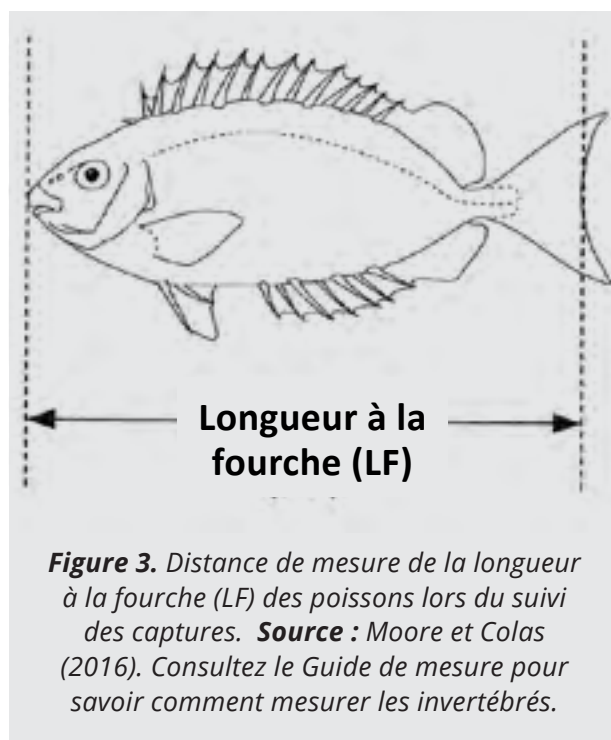 Longueur à la
fourche (LF)
Figure 3. Distance de mesure de la longueur
à la fourche (LF) des poissons lors du suivi
des captures. Source : Moore et Colas
(2016). Consultez le Guide de mesure pour
savoir comment mesurer les invertébrés.